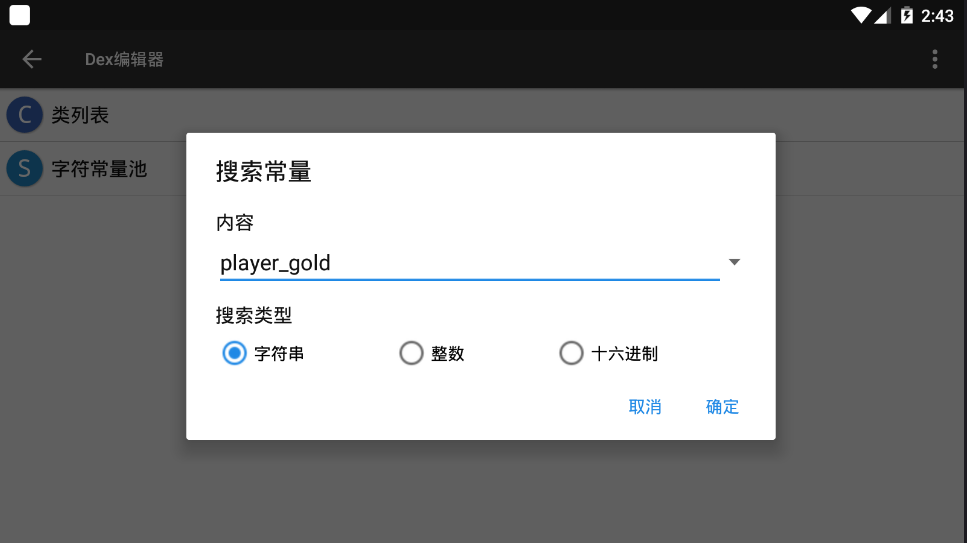 2:43
Dex编辑器
C 类列表
S 字符常量池
搜索常量
内容
player_gold
搜索类型
字符串 整数 十六进制
取消 确定